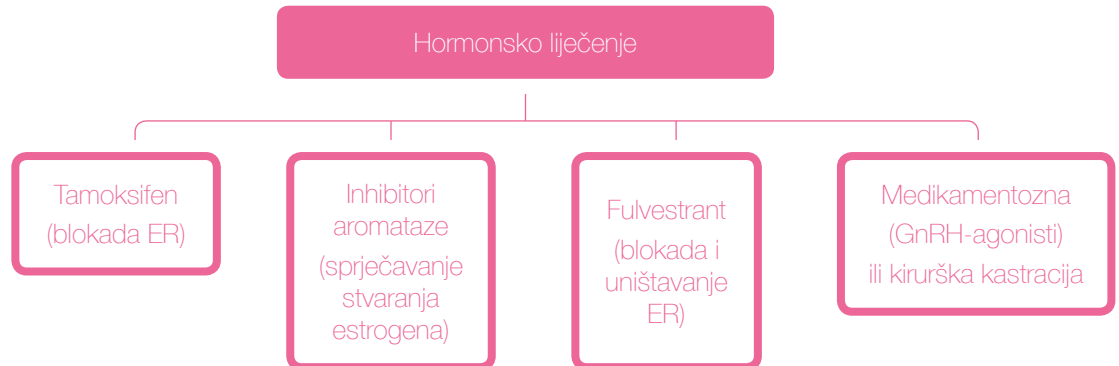 Hormonsko liječenje
Tamoksifen
(blokada ER)
Inhibitori
aromataze
(sprječavanje
stvaranja
estrogena)
Fulvestrant
(blokada i
uništavanje
ER)
Medikamentozna
(GnRH-agonisti)
ili kirurška kastracija